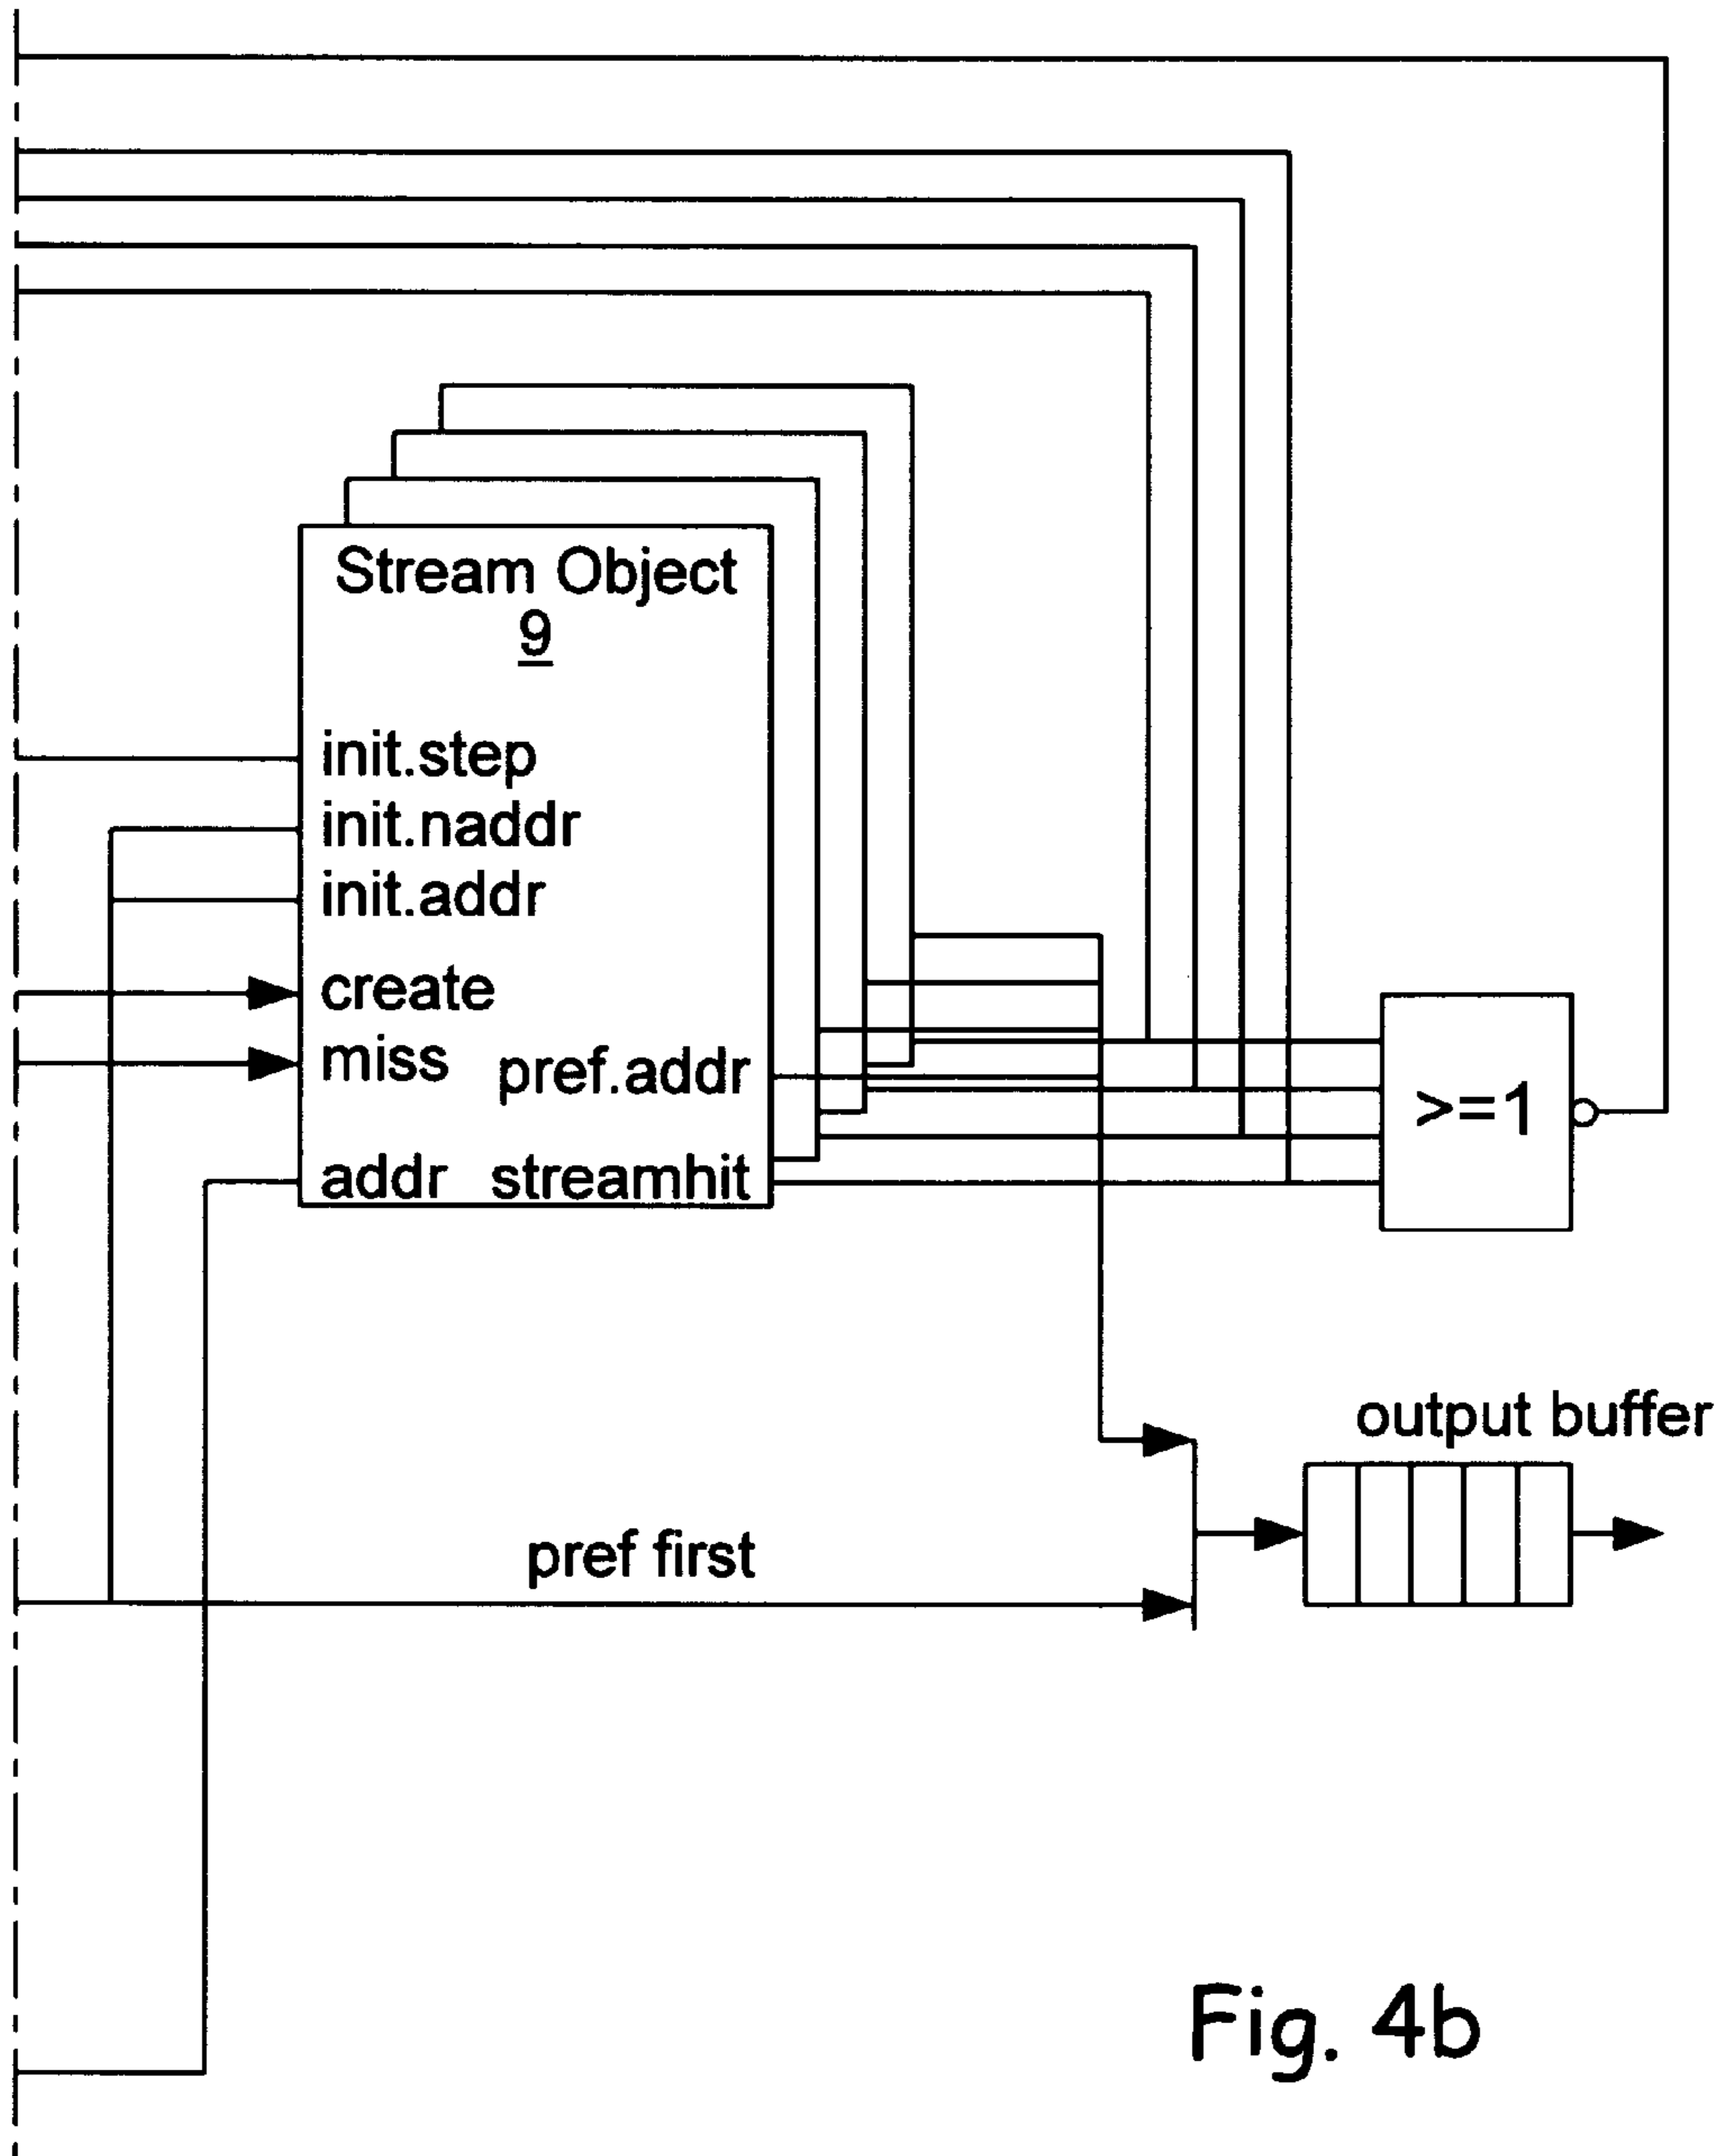 Stream Object
9
init.step
init.naddr
init.addr
create
miss
pref.addr
>=1
addr streamhit
output buffer
pref first
Fig. 4b